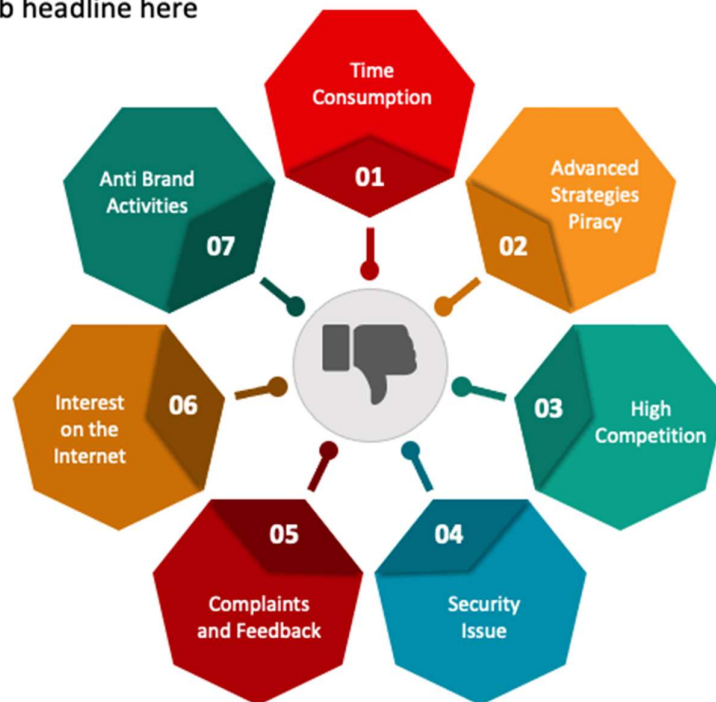 b headline here
Time
Consumption
01
Advanced
Strategies
Piracy
02
03
High
Competition
04
Security
Issue
05
Complaints
and Feedback
06
Interest
on the
Internet
Anti Brand
Activities
07